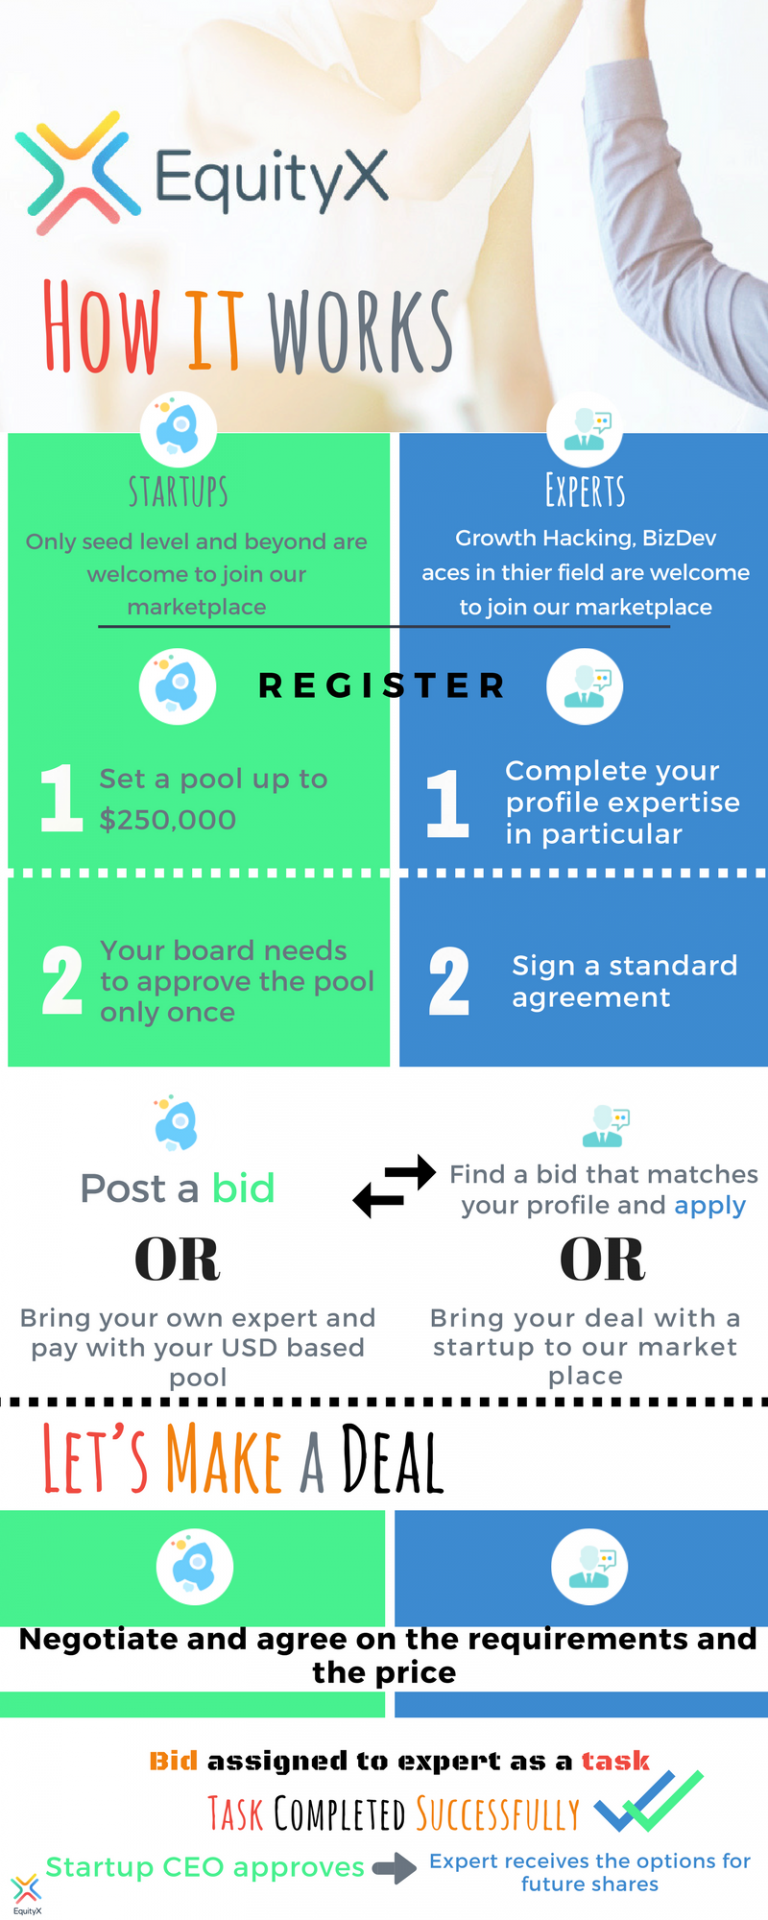 EquityX
How it works
Startups
Only seed level and beyond are
welcome to join our
marketplace
Experts
Growth Hacking, BizDev
aces in thier field are welcome
to join our marketplace
REGISTER
1
Set a pool up to
$250,000
1
Complete your
profile expertise
in particular
2
Your board needs
to approve the pool
only once
2
Sign a standard
agreement
Post a bid
OR
Bring your own expert and
pay with your USD based
pool
Find a bid that matches
your profile and apply
OR
Bring your deal with a
startup to our market
place
Let's Make a Deal
Negotiate and agree on the requirements and
the price
Bid assigned to expert as a task
Task Completed Successfully
Startup CEO approves
Expert receives the options for
future shares
EquityX